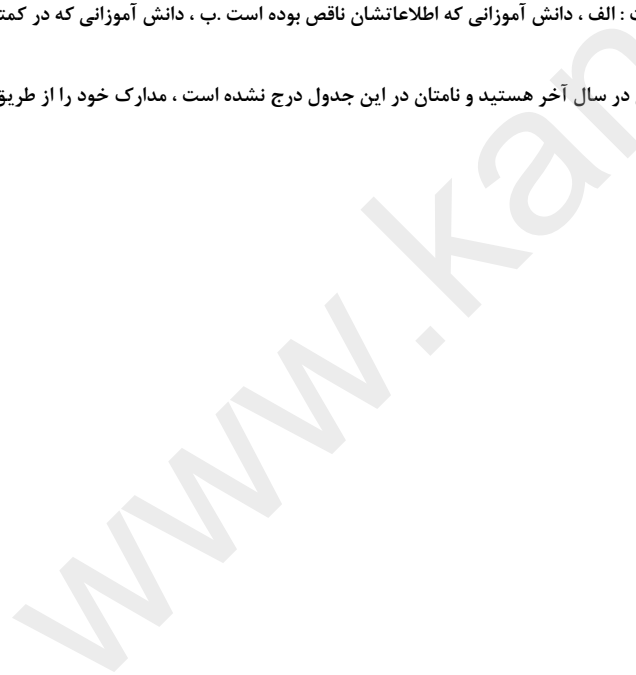 ت : الف ، دانش آموزانی که اطلاعاتشان ناقص بوده است .ب ، دانش آموزانی که در کمت
در سال آخر هستید و نامتان در این جدول درج نشده است ، مدارک خود را از طریق
www.kan